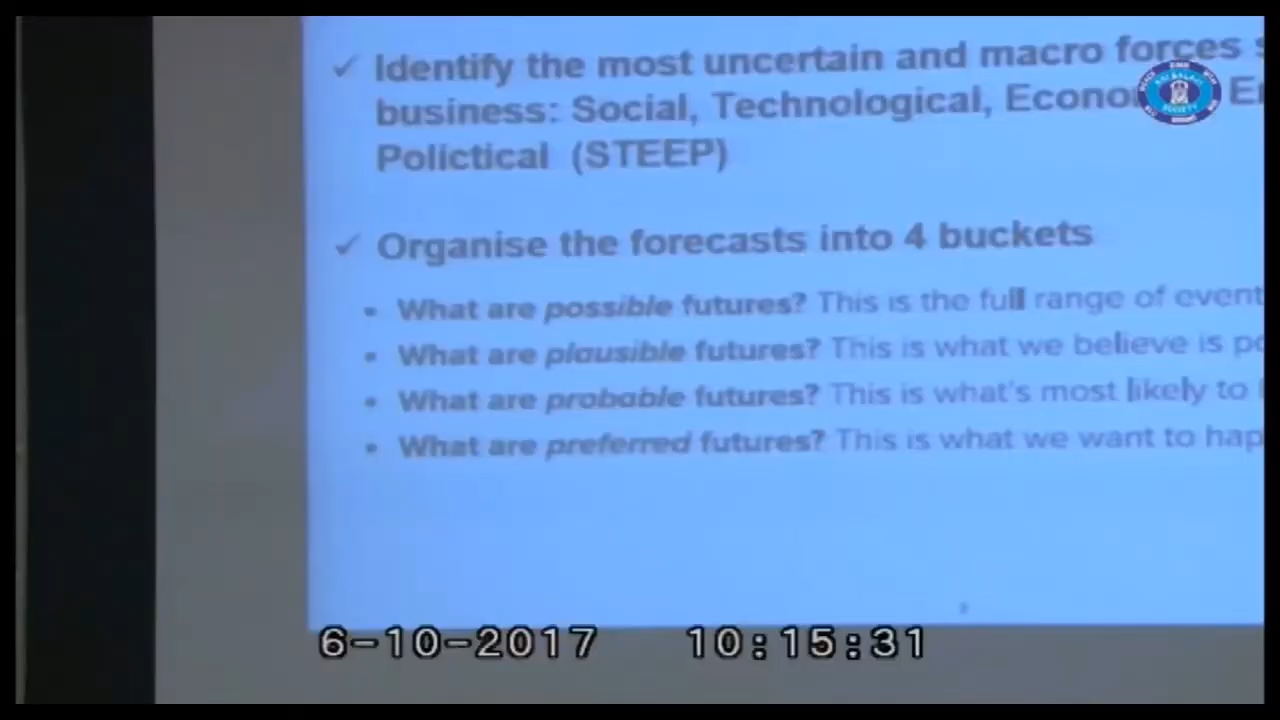 ✓ Identify the most uncertain and macro forces
business: Social, Technological,
Polictical (STEEP)
✓ Organise the forecasts into 4 buckets
• What are possible futures? This is the full range of
• What are plausible futures? This is what we believe is
• What are probable futures? This is what's most likely to
• What are preferred futures? This is what we want to
SRI BALAJI
SOCIETY
6-10-2017 10:15:31